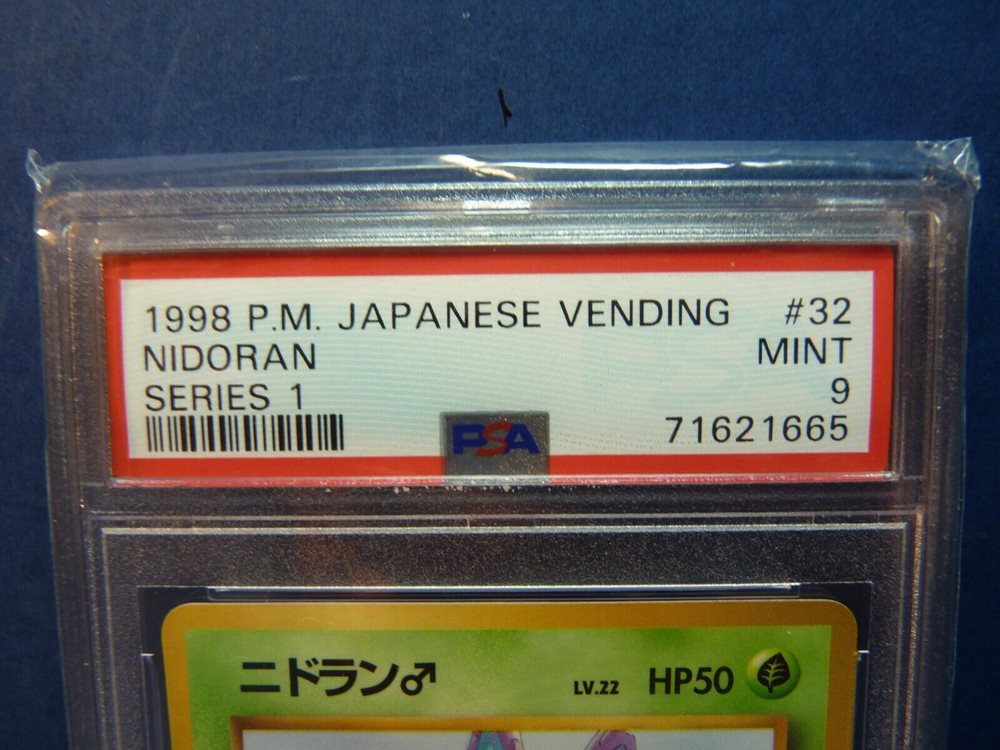 1998 P.M. JAPANESE VENDING #32
NIDORAN MINT
SERIES 1 9
PSA 71621665
ニドラン♂ LV.22 HP50